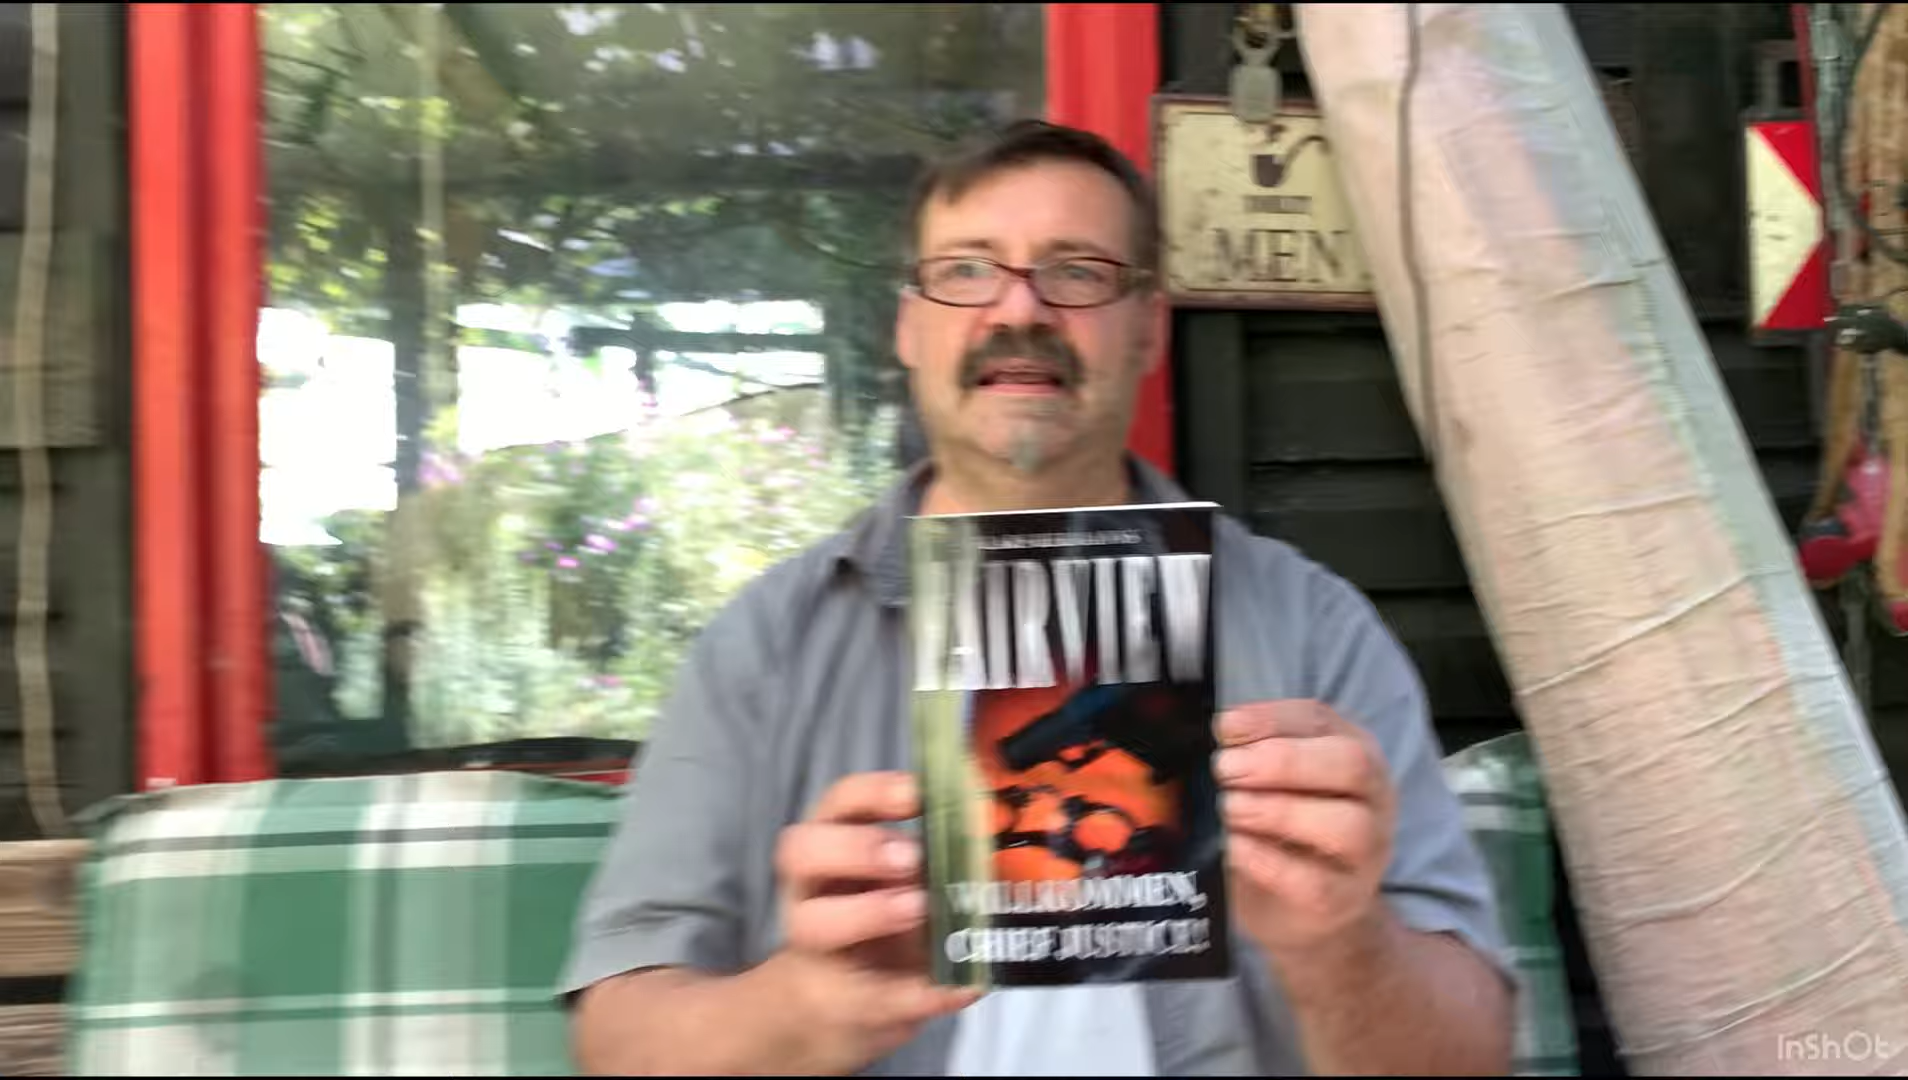 MEN
FAIRVIEW
WILLKOMMEN,
CHIEF JUSTICE!
InShOt